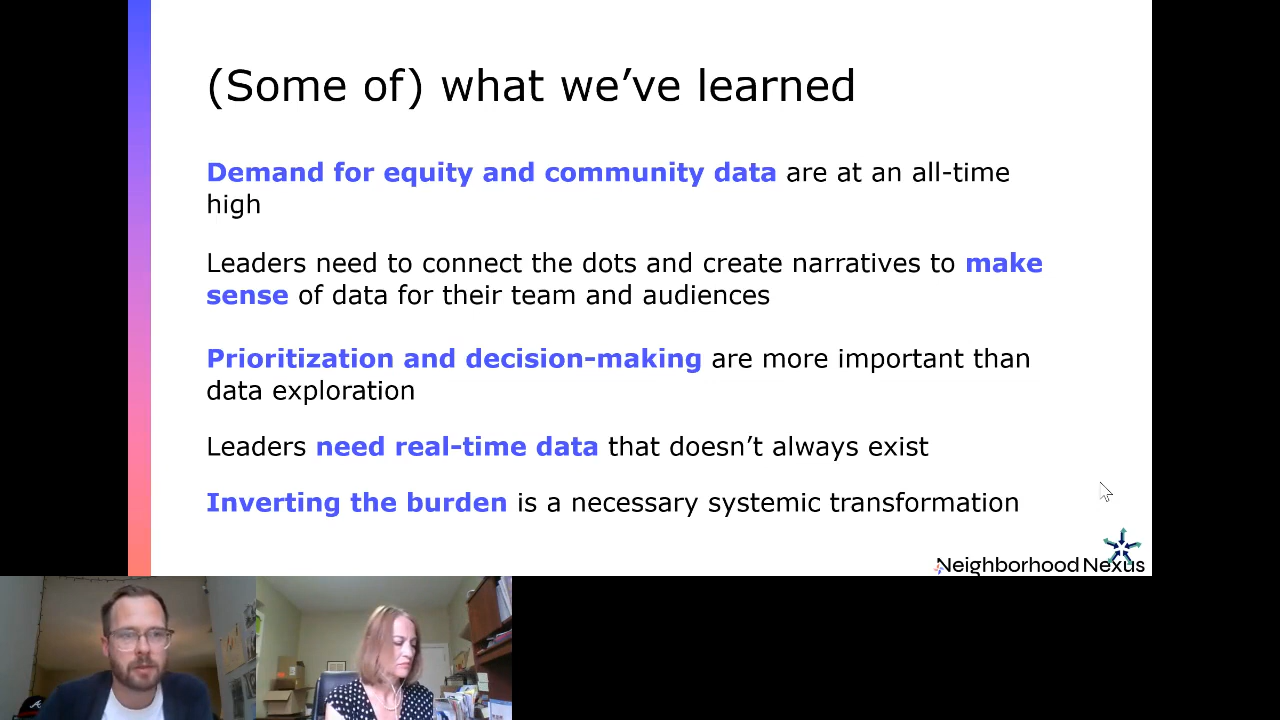 (Some of) what we've learned
Demand for equity and community data are at an all-time
high
Leaders need to connect the dots and create narratives to make
sense of data for their team and audiences
Prioritization and decision-making are more important than
data exploration
Leaders need real-time data that doesn't always exist
Inverting the burden is a necessary systemic transformation
Neighborhood Nexus